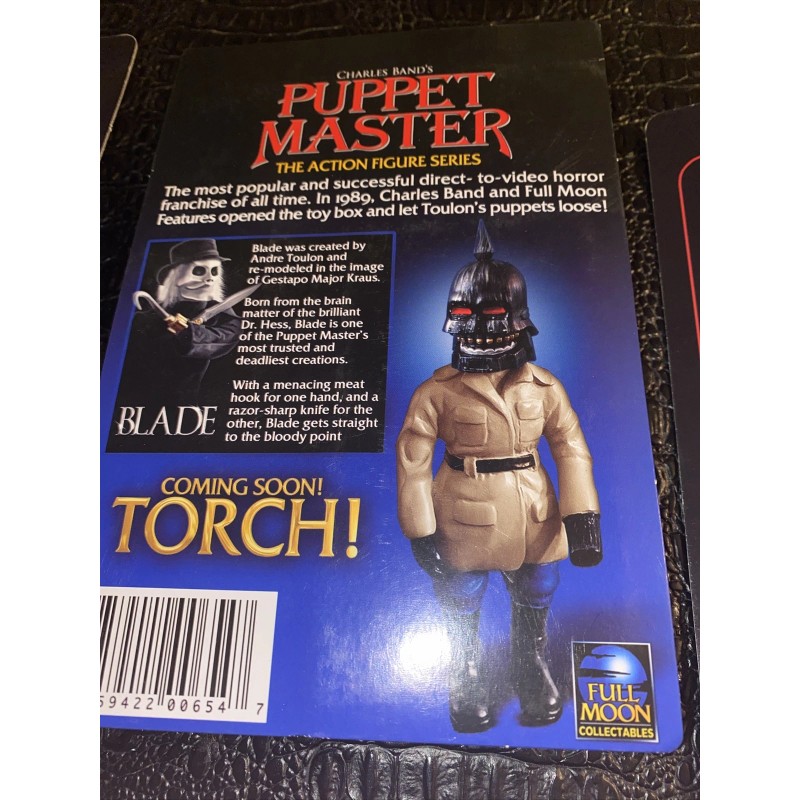 CHARLES BAND'S
PUPPET
MASTER
THE ACTION FIGURE SERIES
The most popular and successful direct- to-video horror
franchise of all time. In 1989, Charles Band and Full Moon
Features opened the toy box and let Toulon's puppets loose!
Blade was created by
Andre Toulon and
re-modeled in the image
of Gestapo Major Kraus.
Born from the brain
matter of the brilliant
Dr. Hess, Blade is one
of the Puppet Master's
most trusted and
deadliest creations.
With a menacing meat
hook for one hand, and a
razor-sharp knife for the
other, Blade gets straight
to the bloody point
BLADE
COMING SOON!
TORCH!
59422 00654 7
FULL
MOON
COLLECTABLES